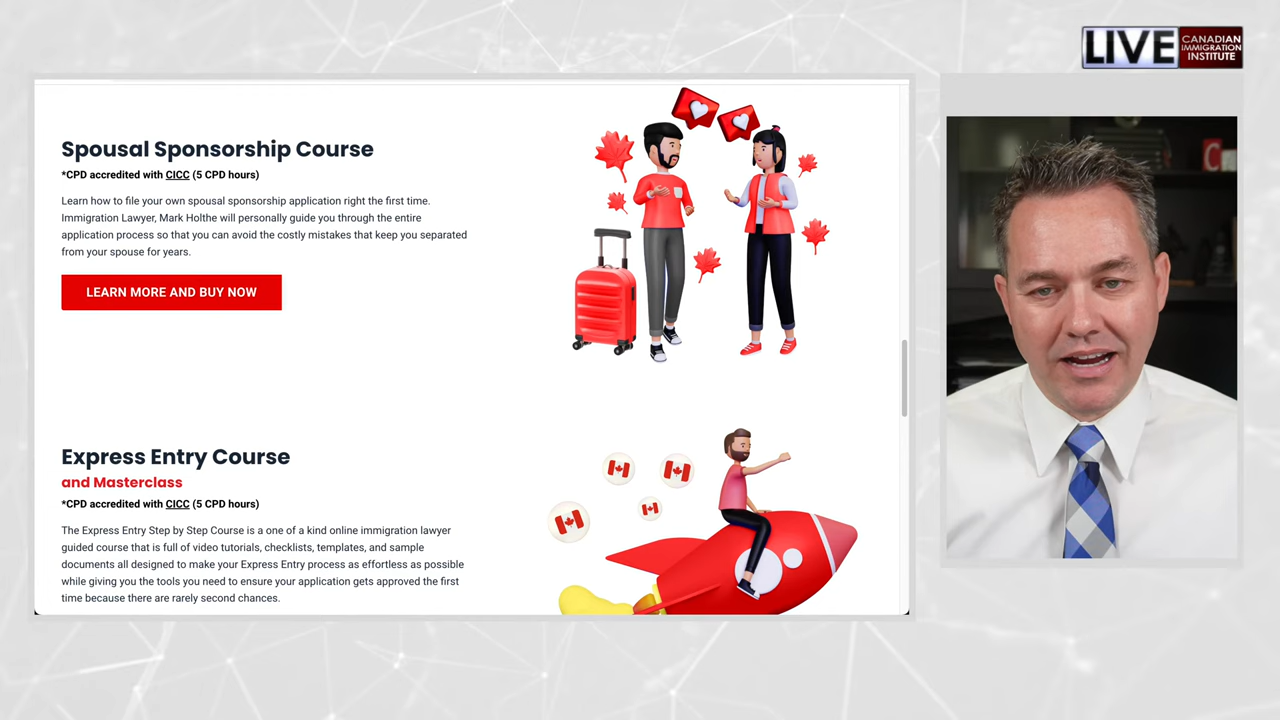 LIVE CANADIAN
IMMIGRATION
INSTITUTE
Spousal Sponsorship Course
*CPD accredited with CICC (5 CPD hours)
Learn how to file your own spousal sponsorship application right the first time.
Immigration Lawyer, Mark Holthe will personally guide you through the entire
application process so that you can avoid the costly mistakes that keep you separated
from your spouse for years.
LEARN MORE AND BUY NOW
Express Entry Course
and Masterclass
*CPD accredited with CICC (5 CPD hours)
The Express Entry Step by Step Course is a one of a kind online immigration lawyer
guided course that is full of video tutorials, checklists, templates, and sample
documents all designed to make your Express Entry process as effortless as possible
while giving you the tools you need to ensure your application gets approved the first
time because there are rarely second chances.